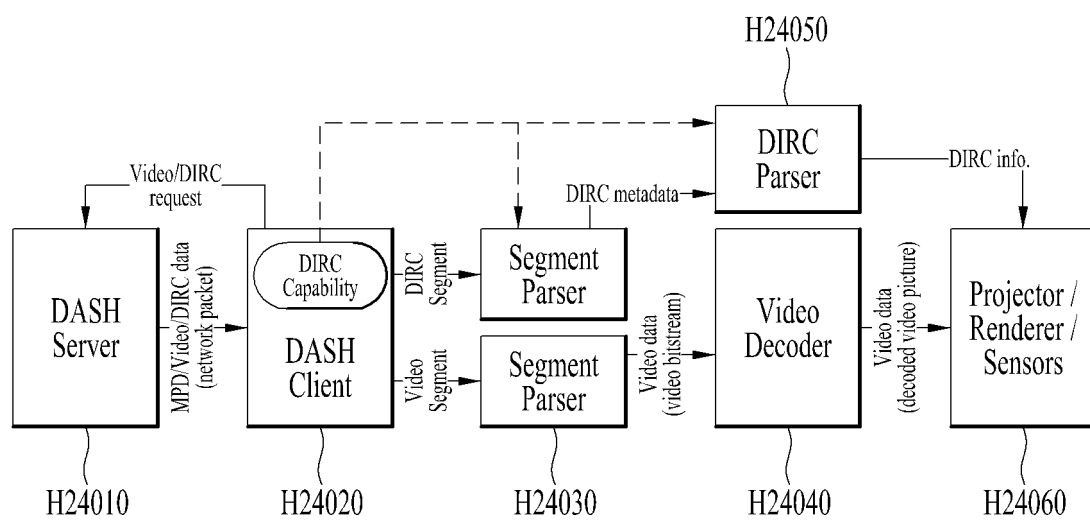 H24050
DIRC
Parser
DIRC info.
Video/DIRC
request
DIRC metadata
DASH
Server
MPD/Video/DIRC data
(network packet)
DIRC
Capability
DASH
Client
DIRC
Segment
Video
Segment
Segment
Parser
Segment
Parser
Video data
(video bitstream)
Video
Decoder
Video data
(decoded video picture)
Projector /
Renderer /
Sensors
H24010
H24020
H24030
H24040
H24060